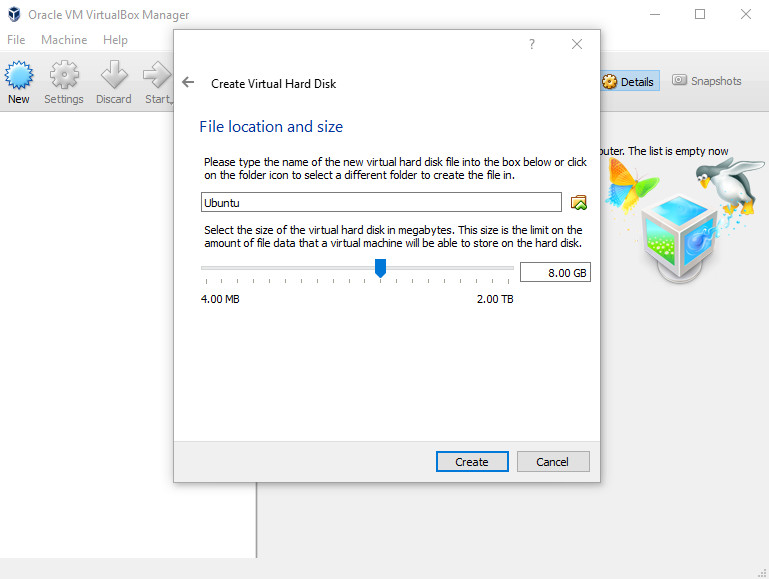 Oracle VM VirtualBox Manager
File Machine Help
New Settings Discard Start
Details Snapshots
?
Create Virtual Hard Disk
File location and size
Please type the name of the new virtual hard disk file into the box below or click
on the folder icon to select a different folder to create the file in.
Ubuntu
Select the size of the virtual hard disk in megabytes. This size is the limit on the
amount of file data that a virtual machine will be able to store on the hard disk.
8.00 GB
4.00 MB 2.00 TB
Create Cancel
The list is empty now